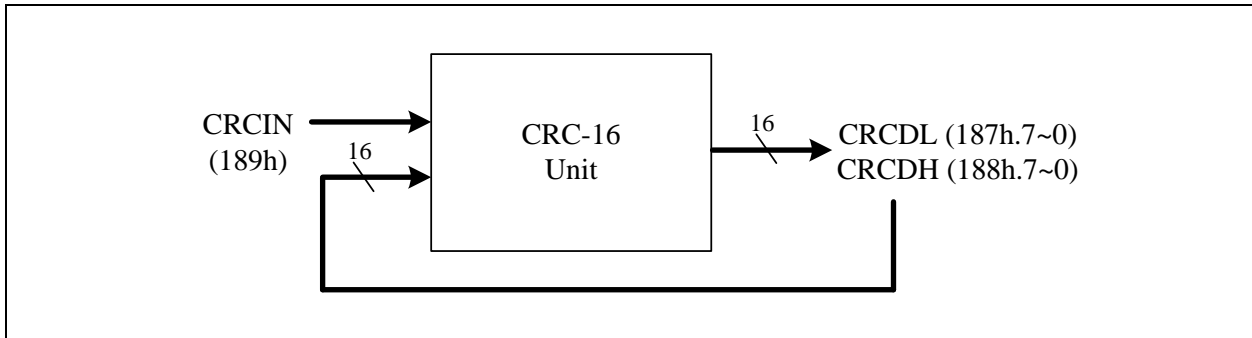 CRCIN
(189h)
16
CRC-16
Unit
16
CRCDL (187h.7~0)
CRCDH (188h.7~0)